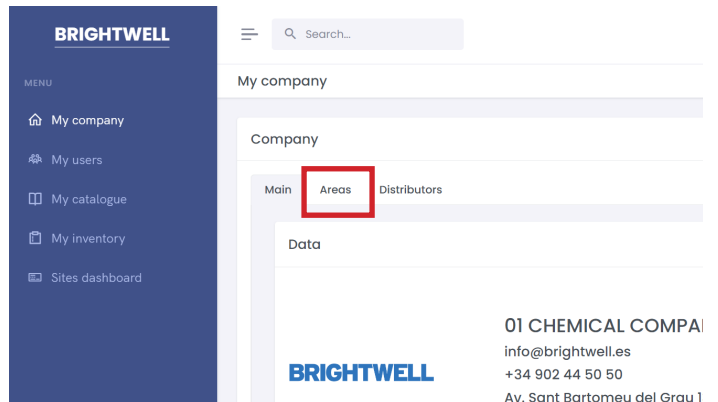 BRIGHTWELL
Search...
MENU
My company
My users
My catalogue
My inventory
Sites dashboard
My company
Company
Main Areas Distributors
Data
BRIGHTWELL
01 CHEMICAL
info@brightwell.es
+34 902 44 50 50
Av. Sant Bartomeu del Grau 1